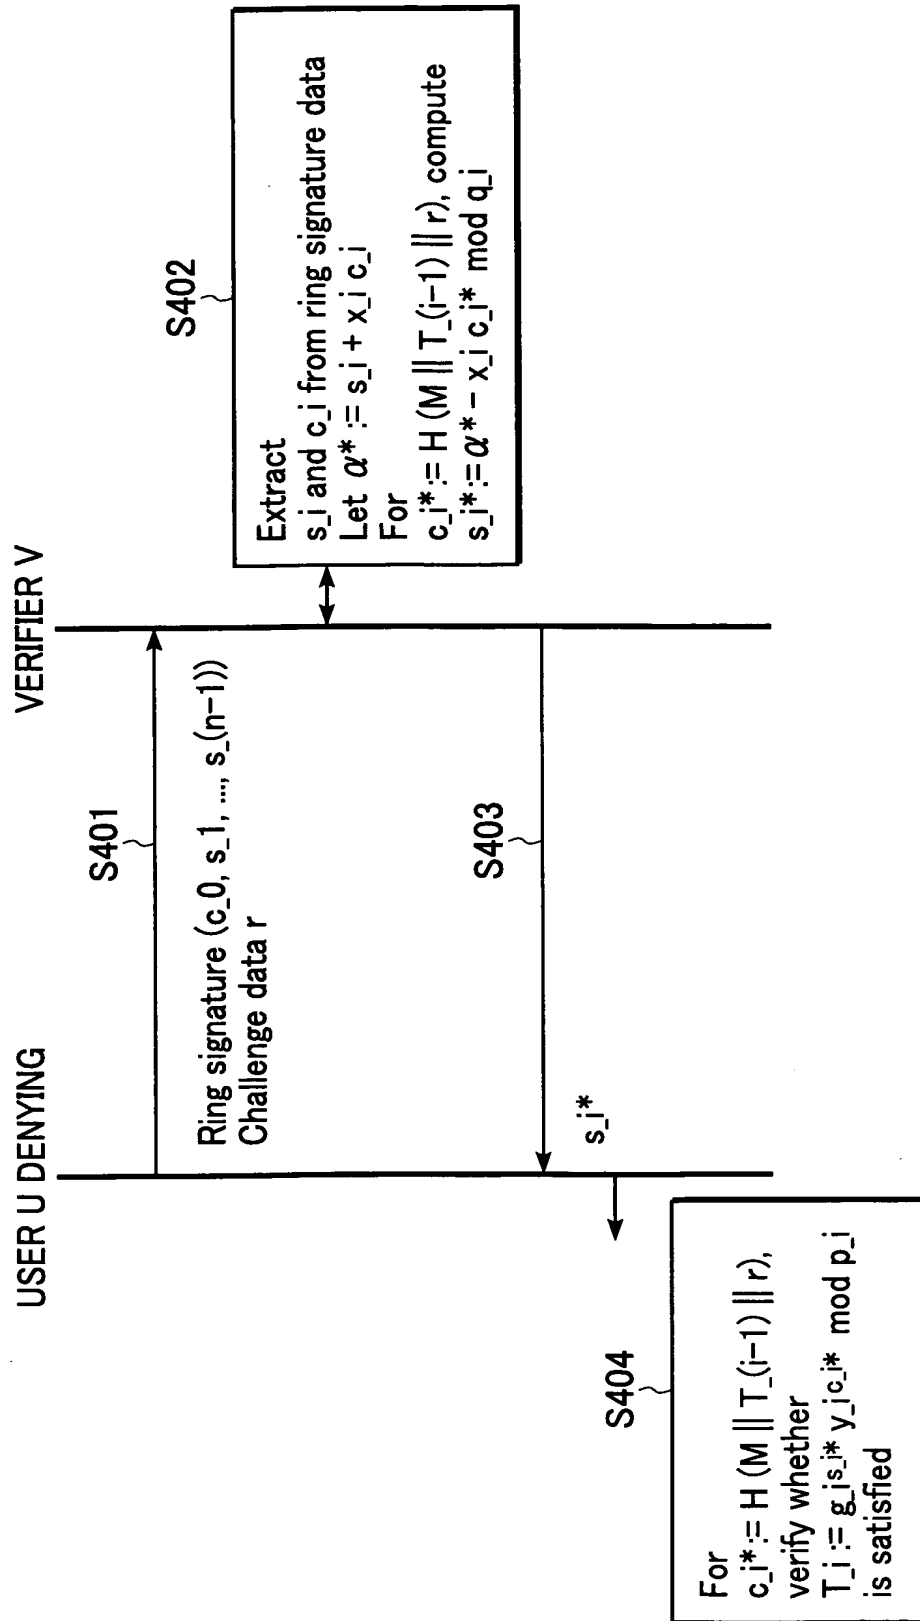 USER U DENYING
VERIFIER V
S401
Ring signature (c_0, s_1, ..., s_(n-1))
Challenge data r
S402
Extract
s_i and c_i from ring signature data
Let α* := s_i + x_i c_i
For
c_i* := H (M || T_(i-1) || r), compute
s_i* := α* - x_i c_i* mod q_i
S403
s_i*
S404
For
c_i* := H (M || T_(i-1) || r),
verify whether
T_i := g_i^s_i* y_i^c_i* mod p_i
is satisfied